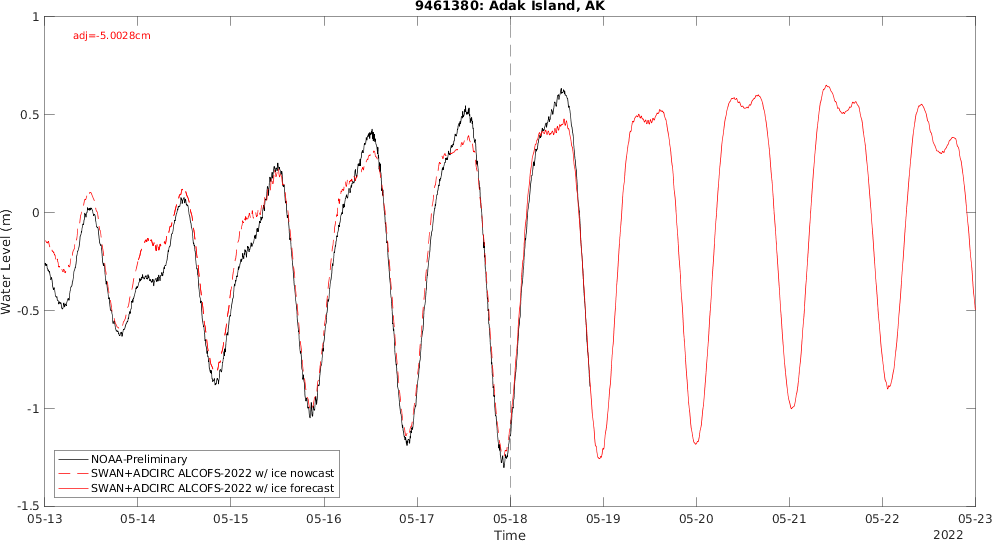 9461380: Adak Island, AK
adj=-5.0028cm
Water Level (m)
1
0.5
0
-0.5
-1
-1.5
NOAA-Preliminary
SWAN+ADCIRC ALCOFS-2022 w/ ice nowcast
SWAN+ADCIRC ALCOFS-2022 w/ ice forecast
05-13 05-14 05-15 05-16 05-17 05-18 05-19 05-20 05-21 05-22 05-23
Time
2022